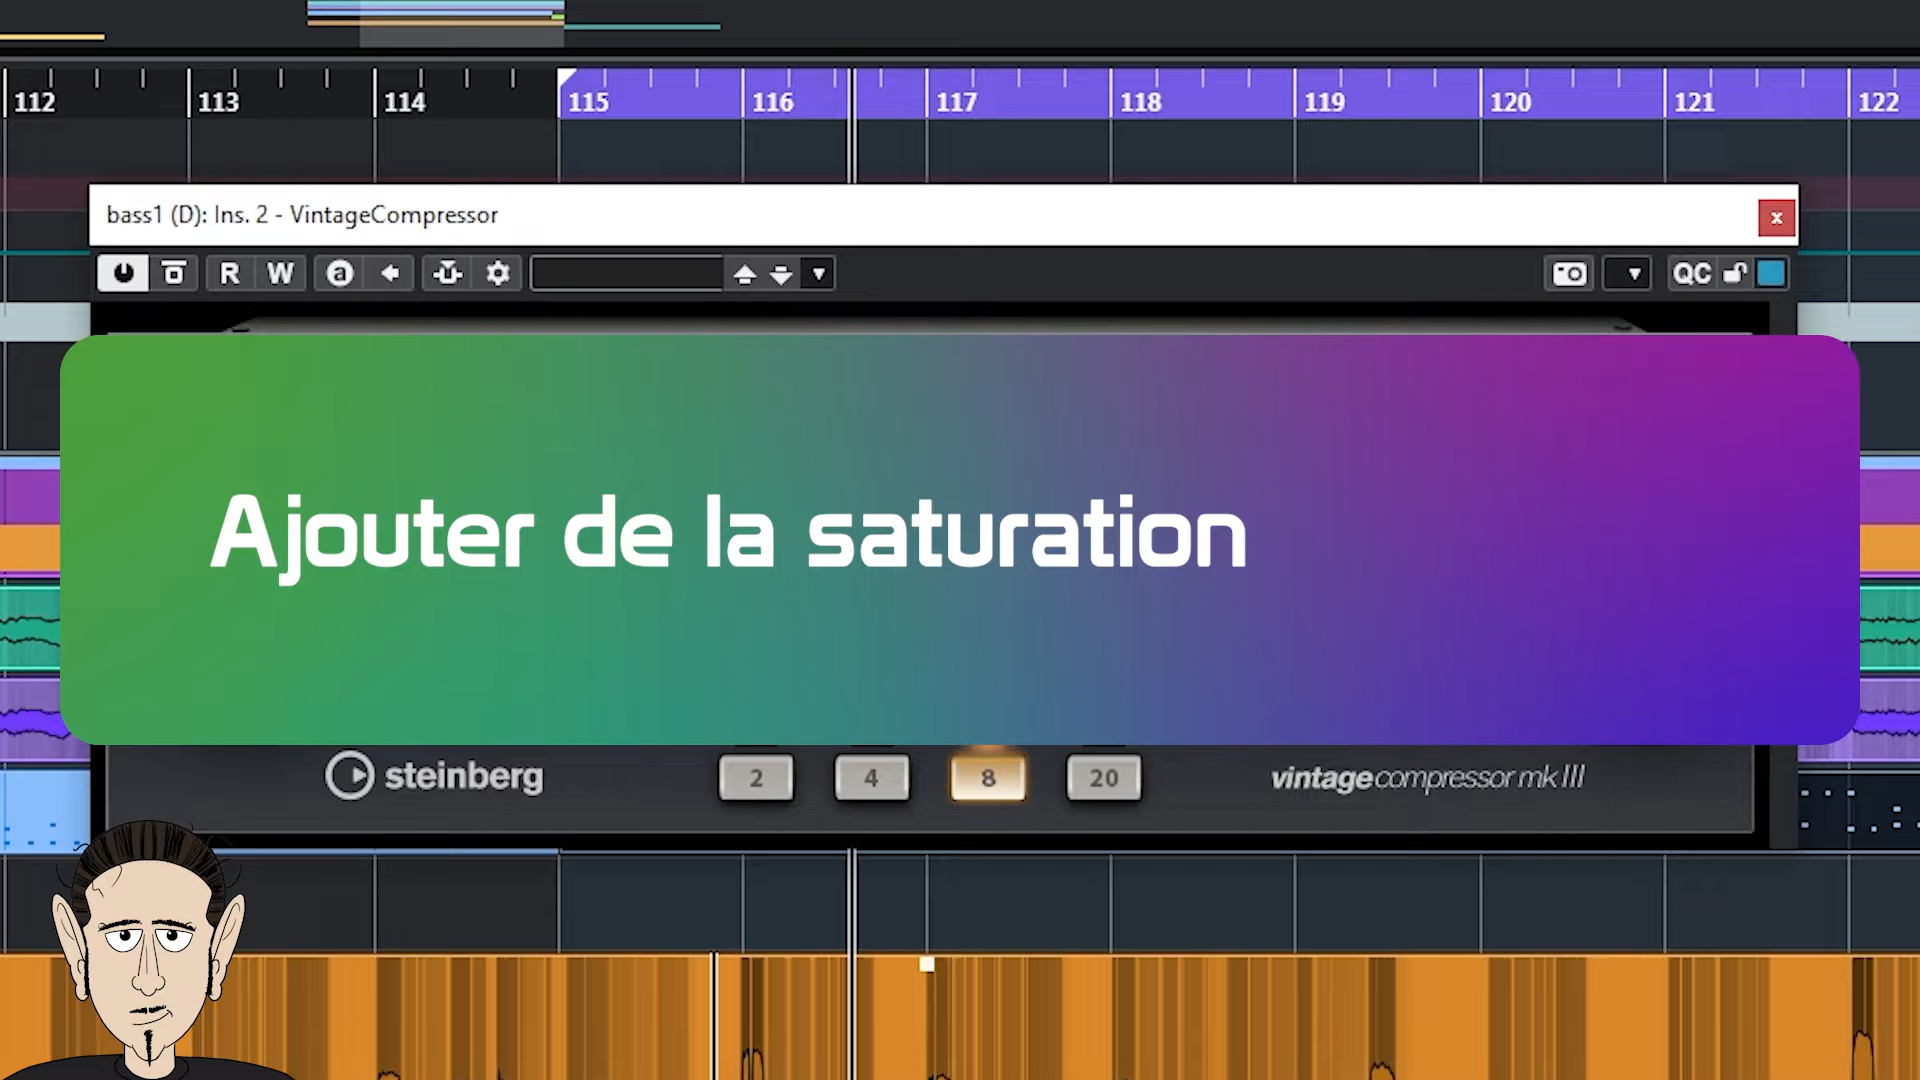 112 113 114 115 116 117 118 119 120 121 122
bass1 (D): Ins. 2 - VintageCompressor
x
R W a QC
Ajouter de la saturation
steinberg 2 4 8 20 vintagecompressor mk III